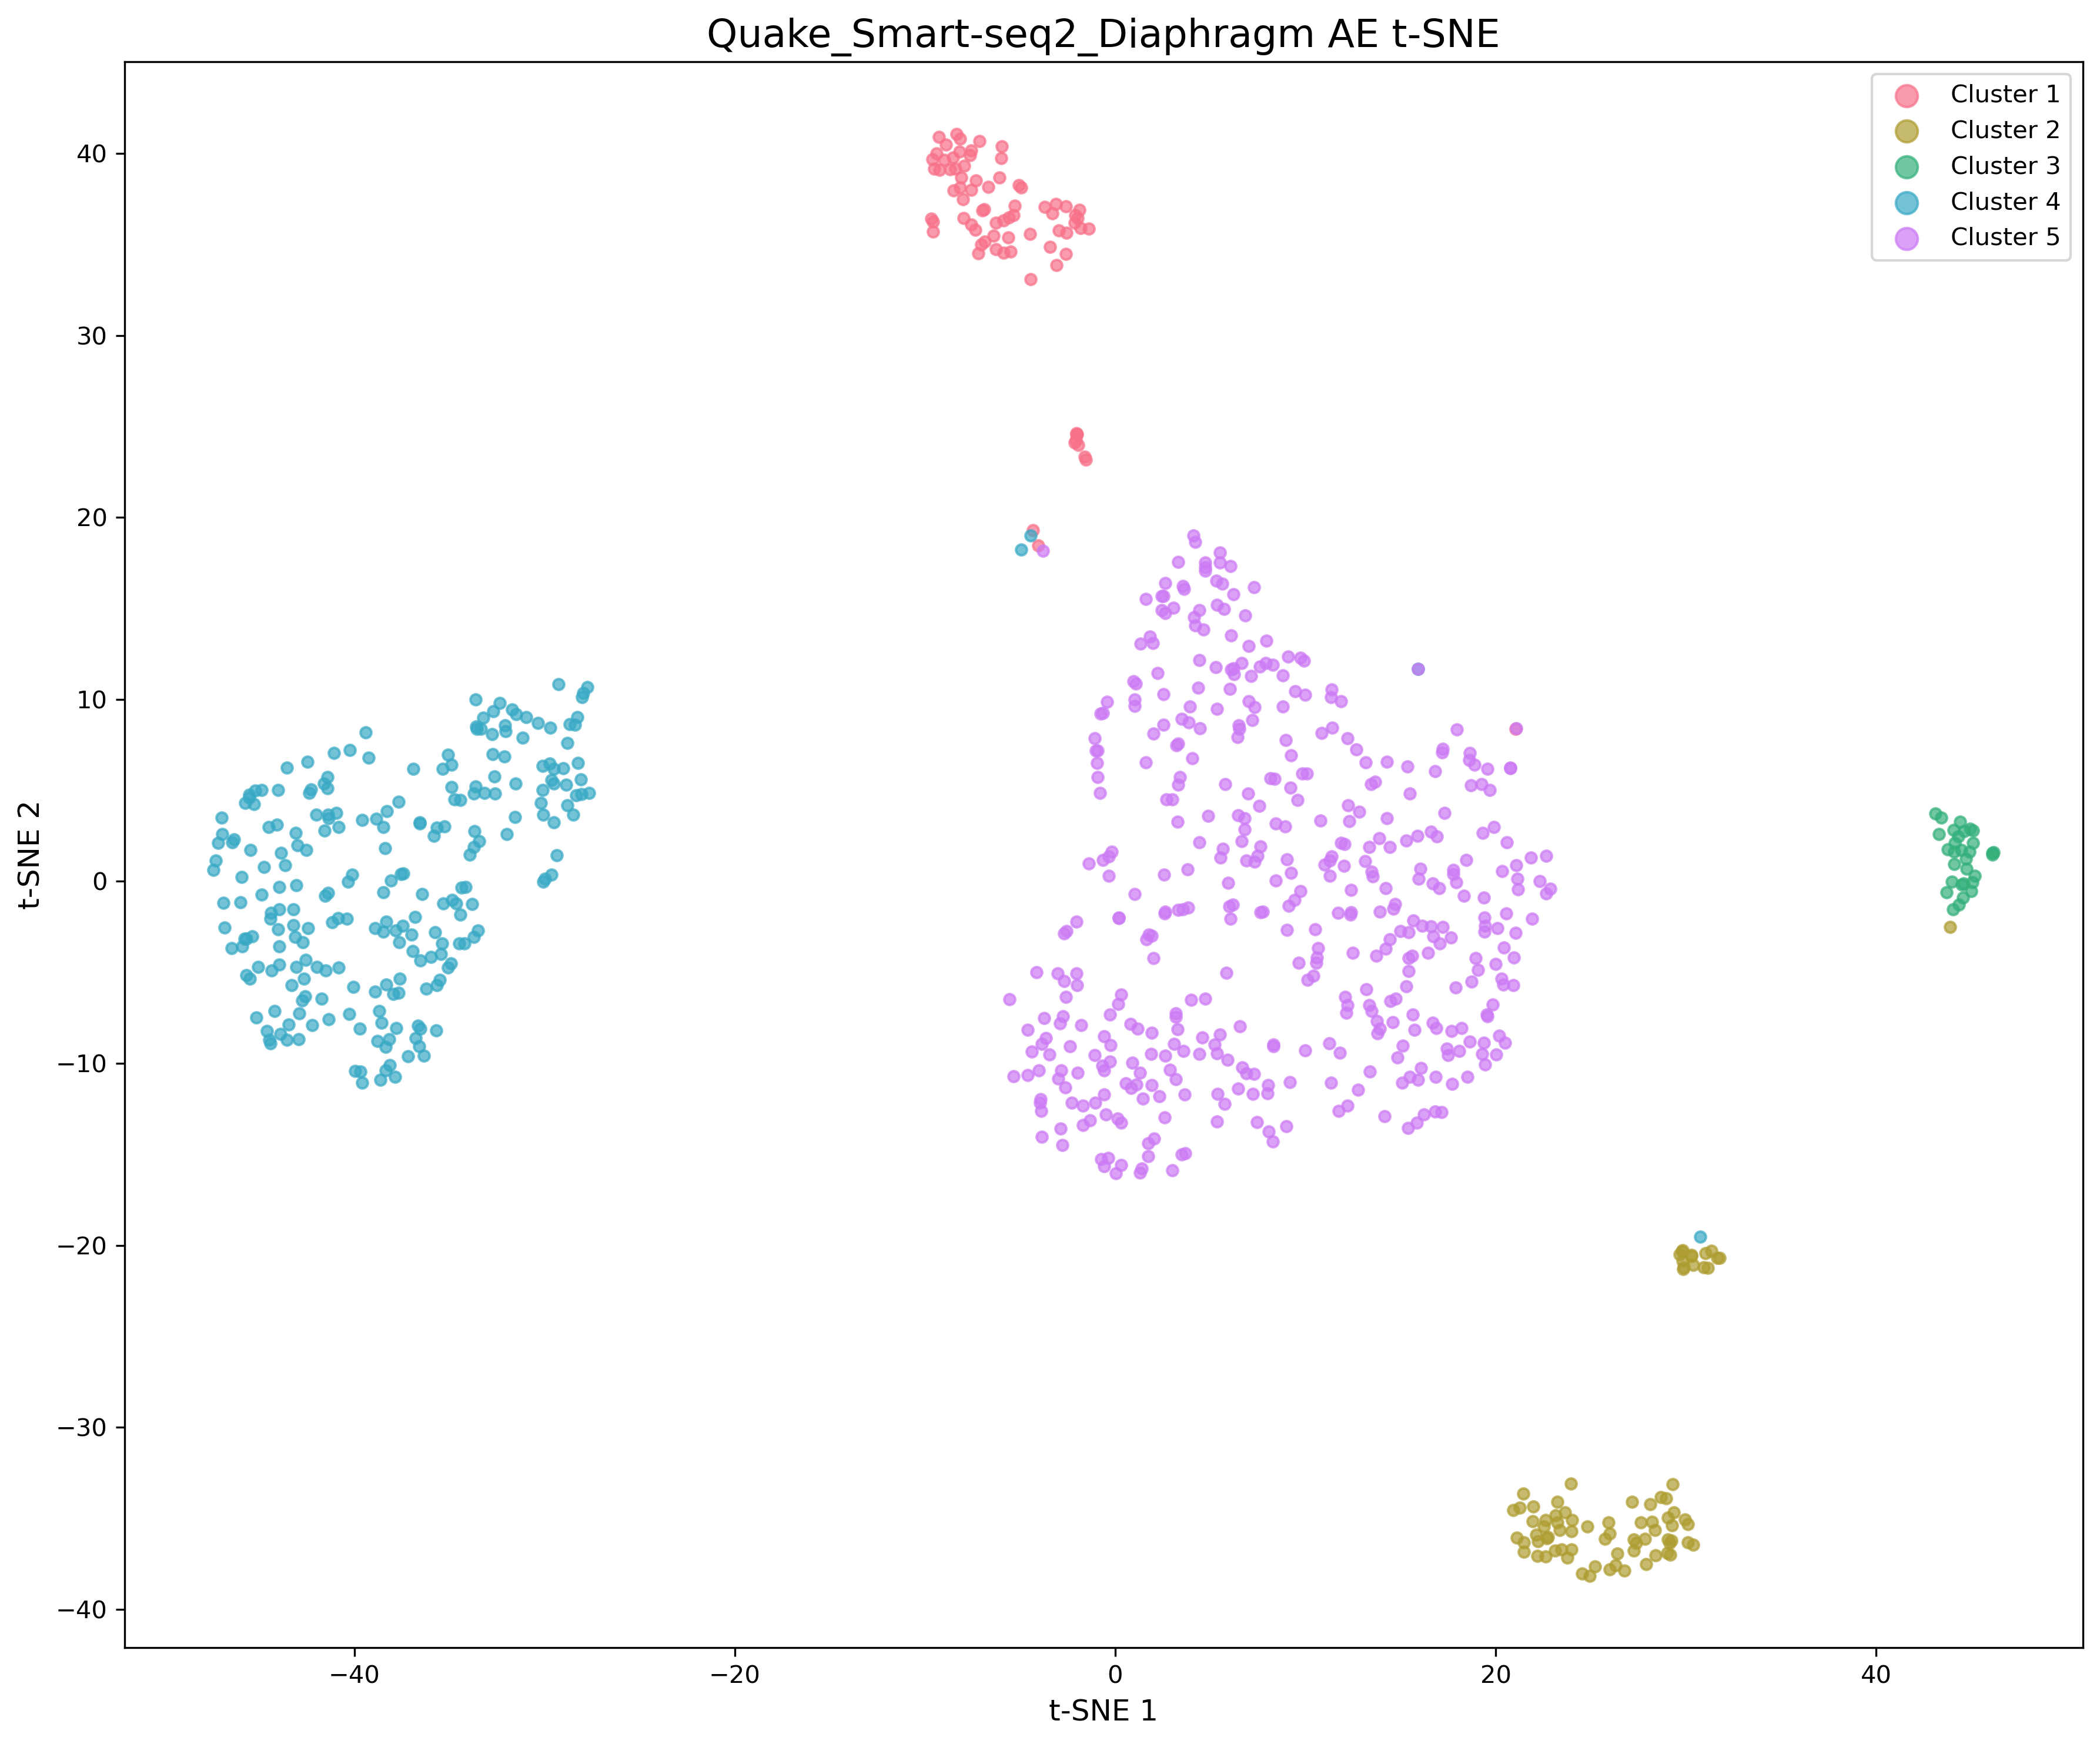 Quake_Smart-seq2_Diaphragm AE t-SNE
Cluster 1
Cluster 2
Cluster 3
Cluster 4
Cluster 5
40
30
20
10
0
−10
−20
−30
−40
t-SNE 2
−40
−20
0
20
40
t-SNE 1